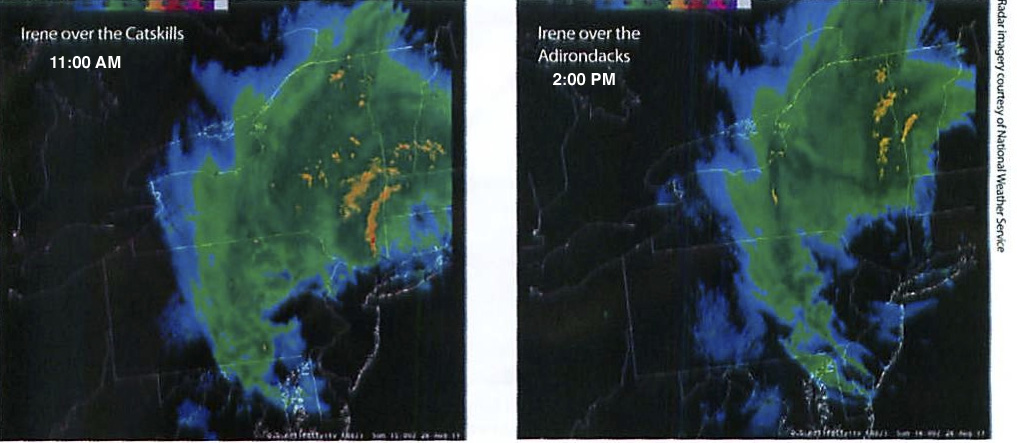 Irene over the Catskills
11:00 AM
Irene over the
Adirondacks
2:00 PM
Radar imagery courtesy of National Weather Service